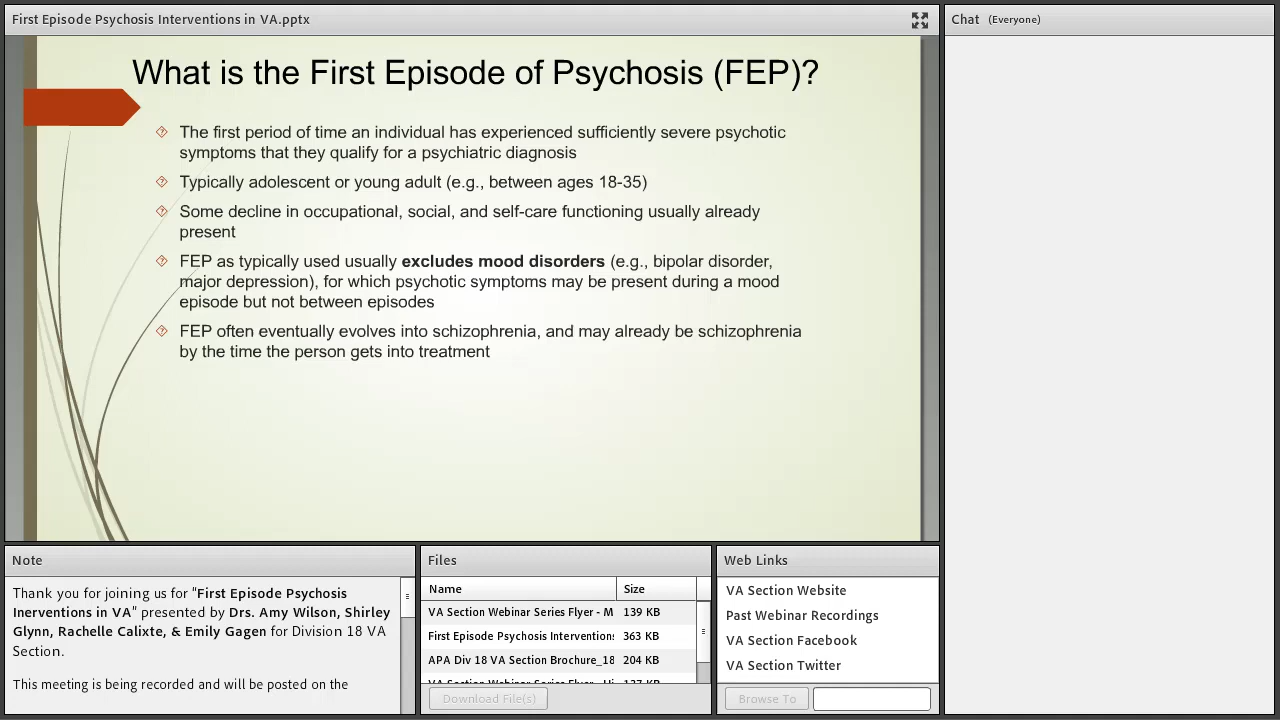 First Episode Psychosis Interventions in VA.pptx
Chat (Everyone)
What is the First Episode of Psychosis (FEP)?
The first period of time an individual has experienced sufficiently severe psychotic
symptoms that they qualify for a psychiatric diagnosis
Typically adolescent or young adult (e.g., between ages 18-35)
Some decline in occupational, social, and self-care functioning usually already
present
FEP as typically used usually excludes mood disorders (e.g., bipolar disorder,
major depression), for which psychotic symptoms may be present during a mood
episode but not between episodes
FEP often eventually evolves into schizophrenia, and may already be schizophrenia
by the time the person gets into treatment
Note
Thank you for joining us for "First Episode Psychosis
Inerventions in VA" presented by Drs. Amy Wilson, Shirley
Glynn, Rachelle Calixte, & Emily Gagen for Division 18 VA
Section.
This meeting is being recorded and will be posted on the
Files
Name Size
VA Section Webinar Series Flyer - M 139 KB
First Episode Psychosis Interventions 363 KB
APA Div 18 VA Section Brochure_18 204 KB
VA Section Webinar Series Flyer - Hi 137 KB
Download File(s)
Web Links
VA Section Website
Past Webinar Recordings
VA Section Facebook
VA Section Twitter
Browse To